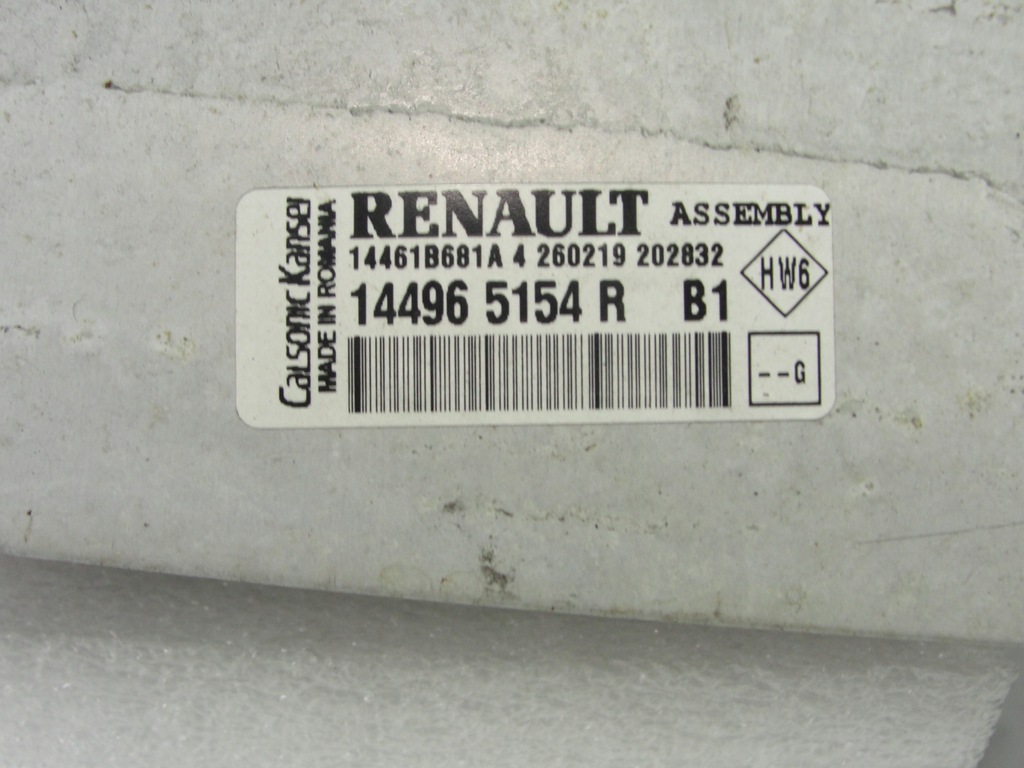 Calsonic Kansei
MADE IN ROMANIA
RENAULT ASSEMBLY
14461B681A 4 260219 202832
14496 5154 R B1
HW6
--G